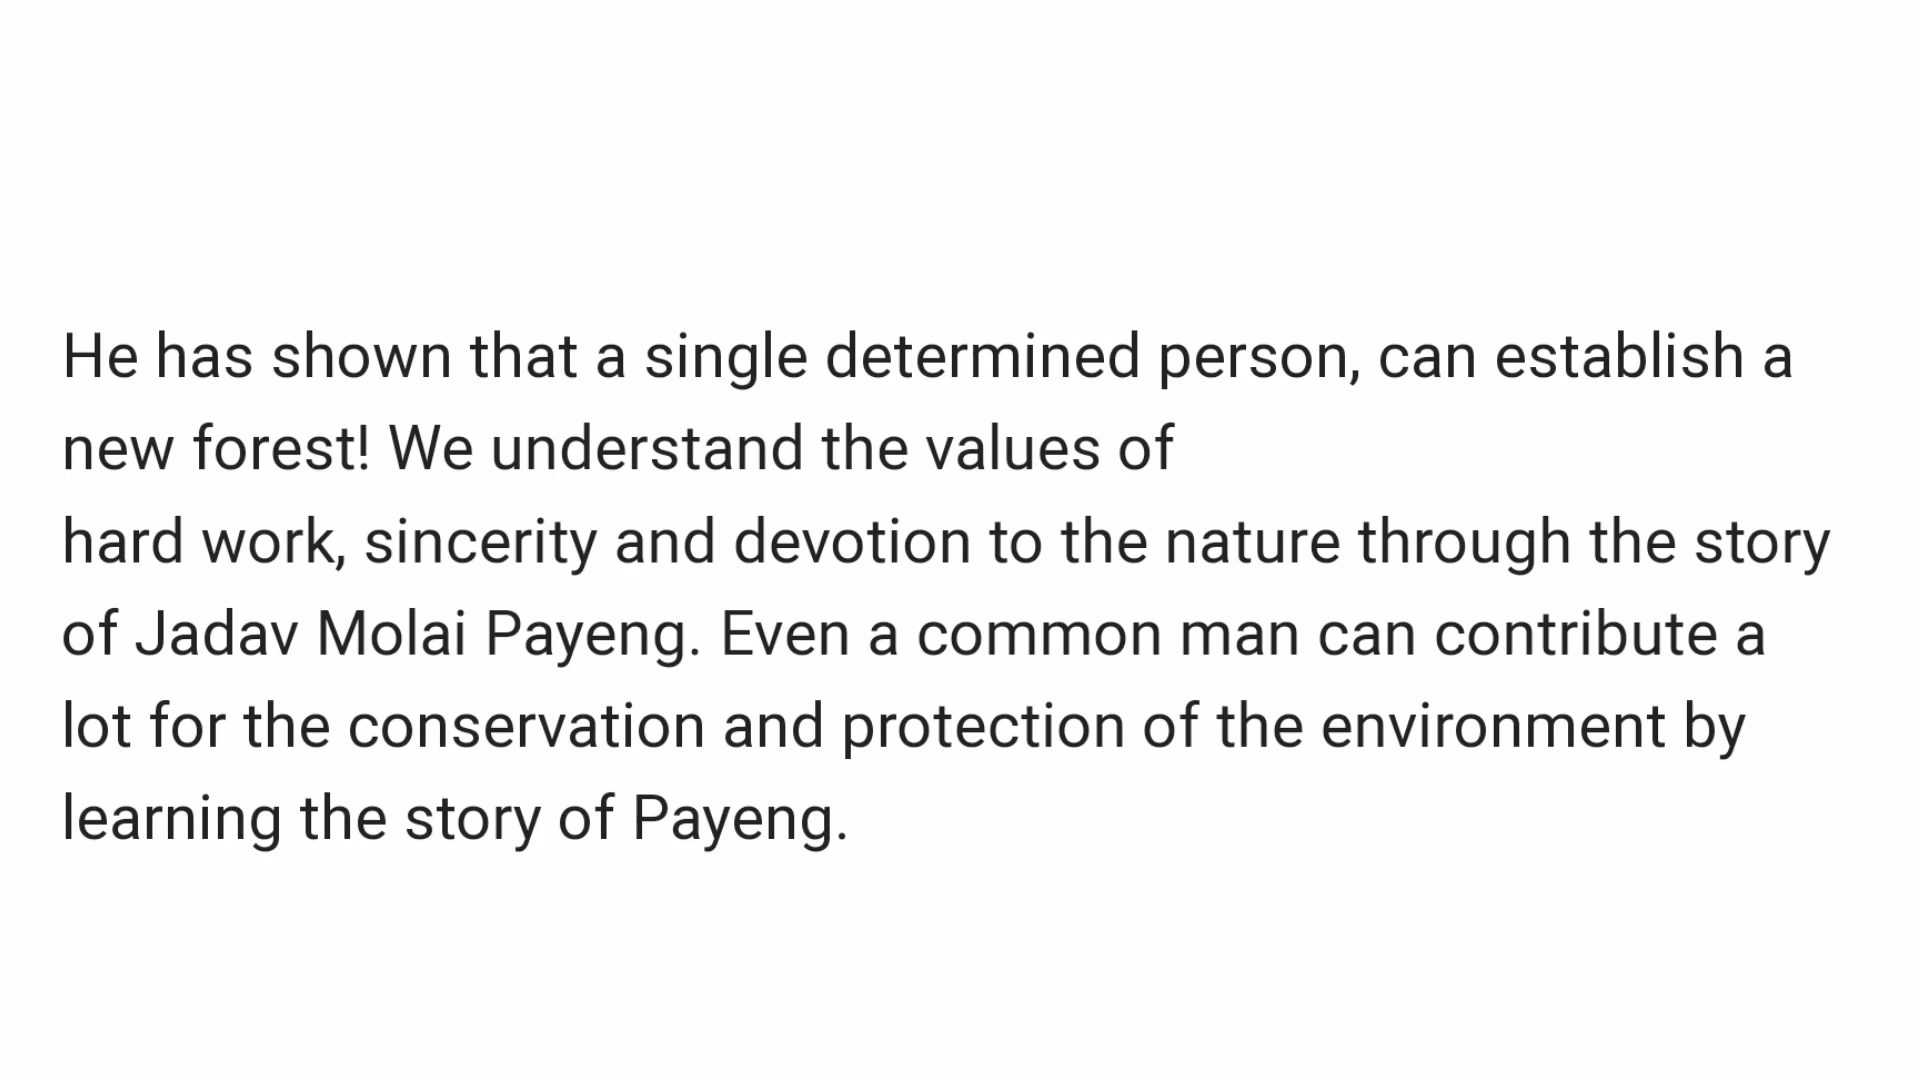 He has shown that a single determined person, can establish a
new forest! We understand the values of
hard work, sincerity and devotion to the nature through the story
of Jadav Molai Payeng. Even a common man can contribute a
lot for the conservation and protection of the environment by
learning the story of Payeng.